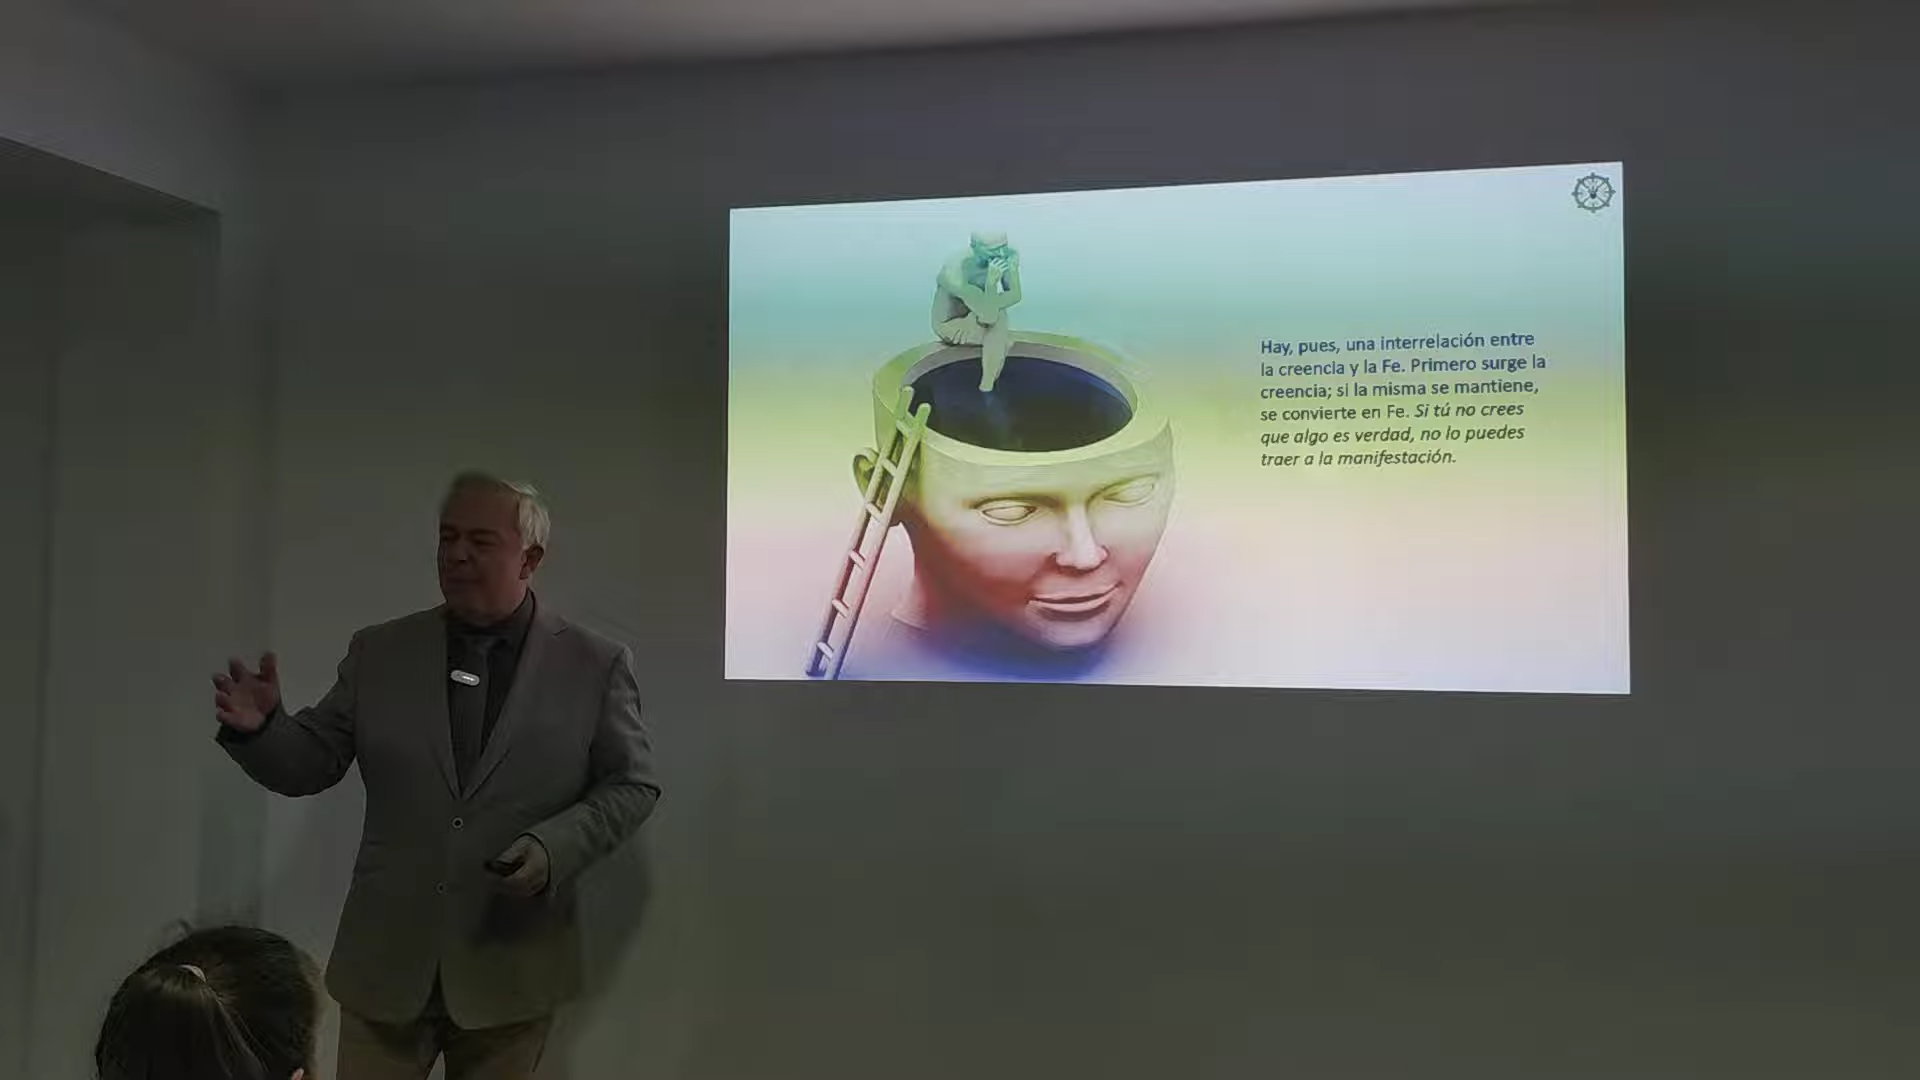 Hay, pues, una interrelación entre
la creencia y la Fe. Primero surge la
creencia; si la misma se mantiene,
se convierte en Fe. Si tú no crees
que algo es verdad, no lo puedes
traer a la manifestación.